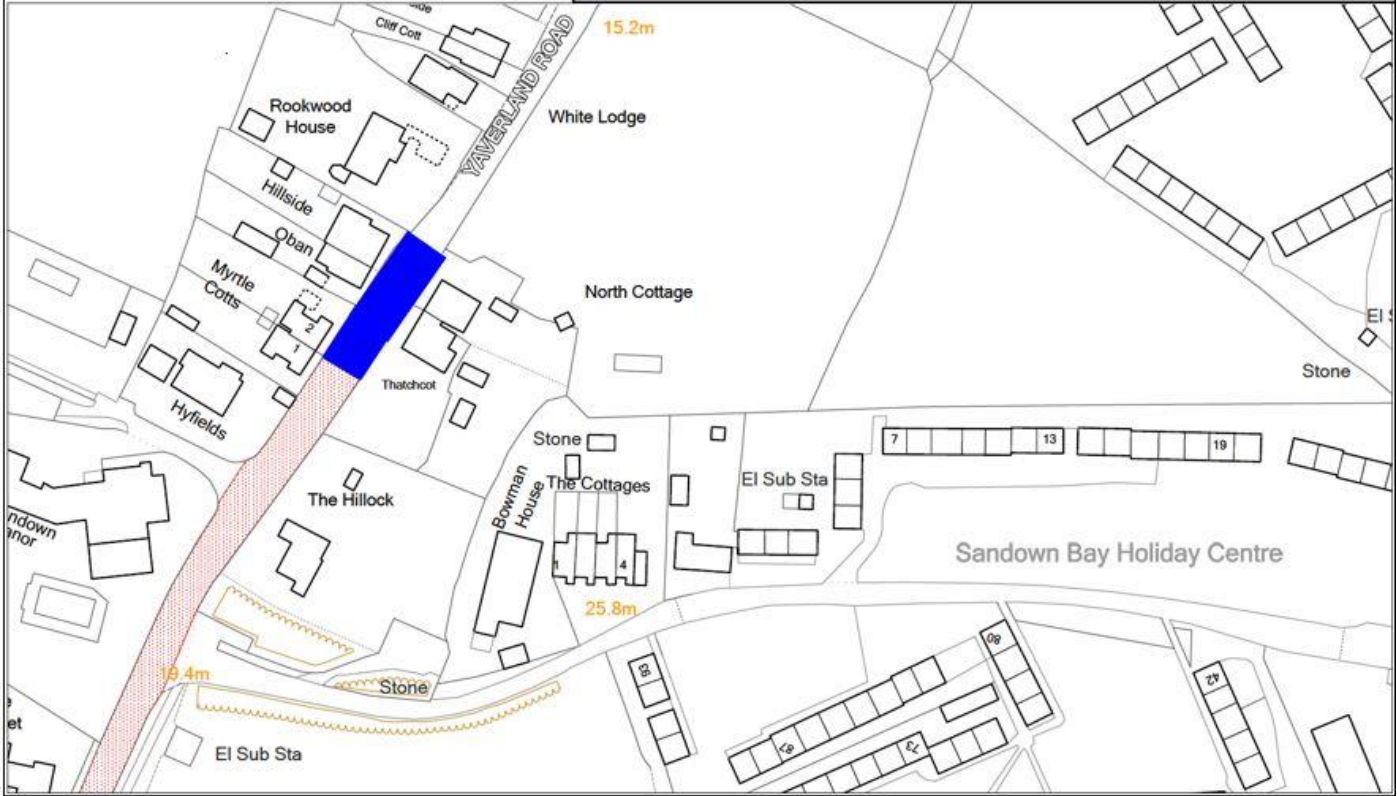 Cliff Cott
YAVERLAND ROAD
15.2m
Rookwood
House
White Lodge
Hillside
Oban
Myrtle
Cotts
2
1
North Cottage
Thatchcot
Hyfields
Stone
Stone
The Cottages
Bowman
House
The Hillock
El Sub Sta
7
13
19
1
4
Sandown Bay Holiday Centre
25.8m
19.4m
Stone
El Sub Sta
93
80
42
87
73